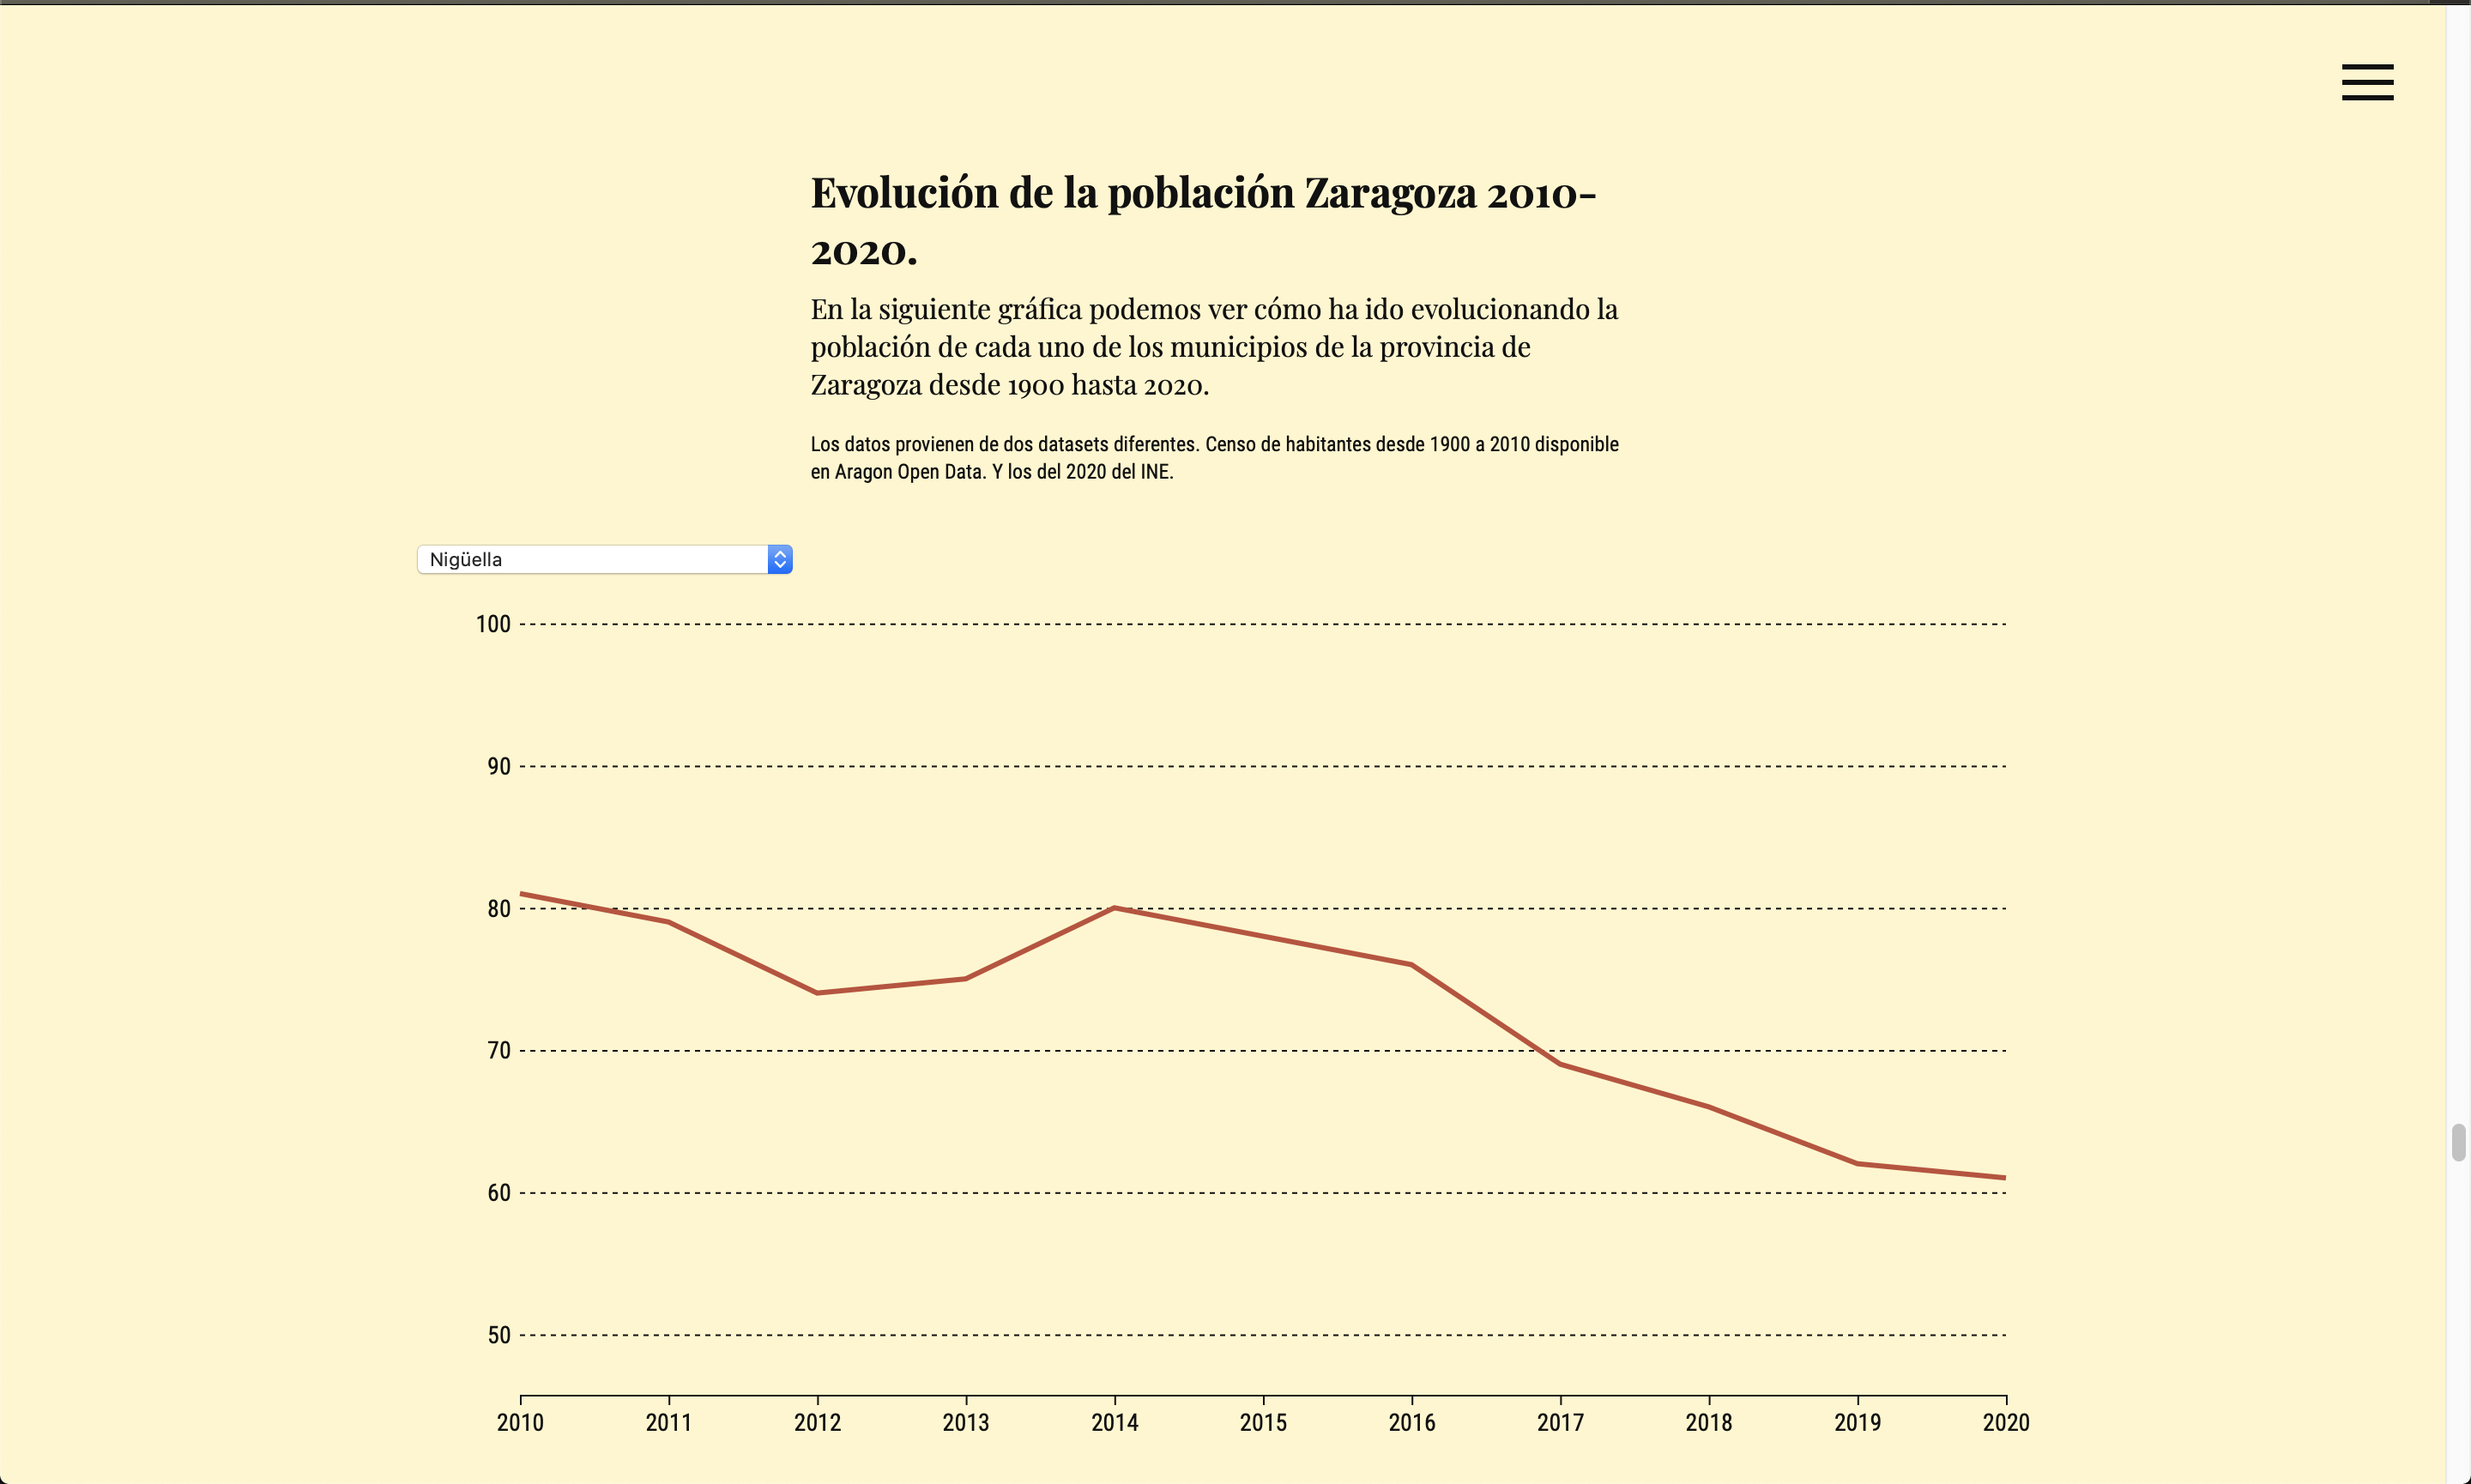 Evolución de la población Zaragoza 2010-
2020.
En la siguiente gráfica podemos ver cómo ha ido evolucionando la
población de cada uno de los municipios de la provincia de
Zaragoza desde 1900 hasta 2020.
Los datos provienen de dos datasets diferentes. Censo de habitantes desde 1900 a 2010 disponible
en Aragon Open Data. Y los del 2020 del INE.
Nigüella
100
90
80
70
60
50
2010 2011 2012 2013 2014 2015 2016 2017 2018 2019 2020